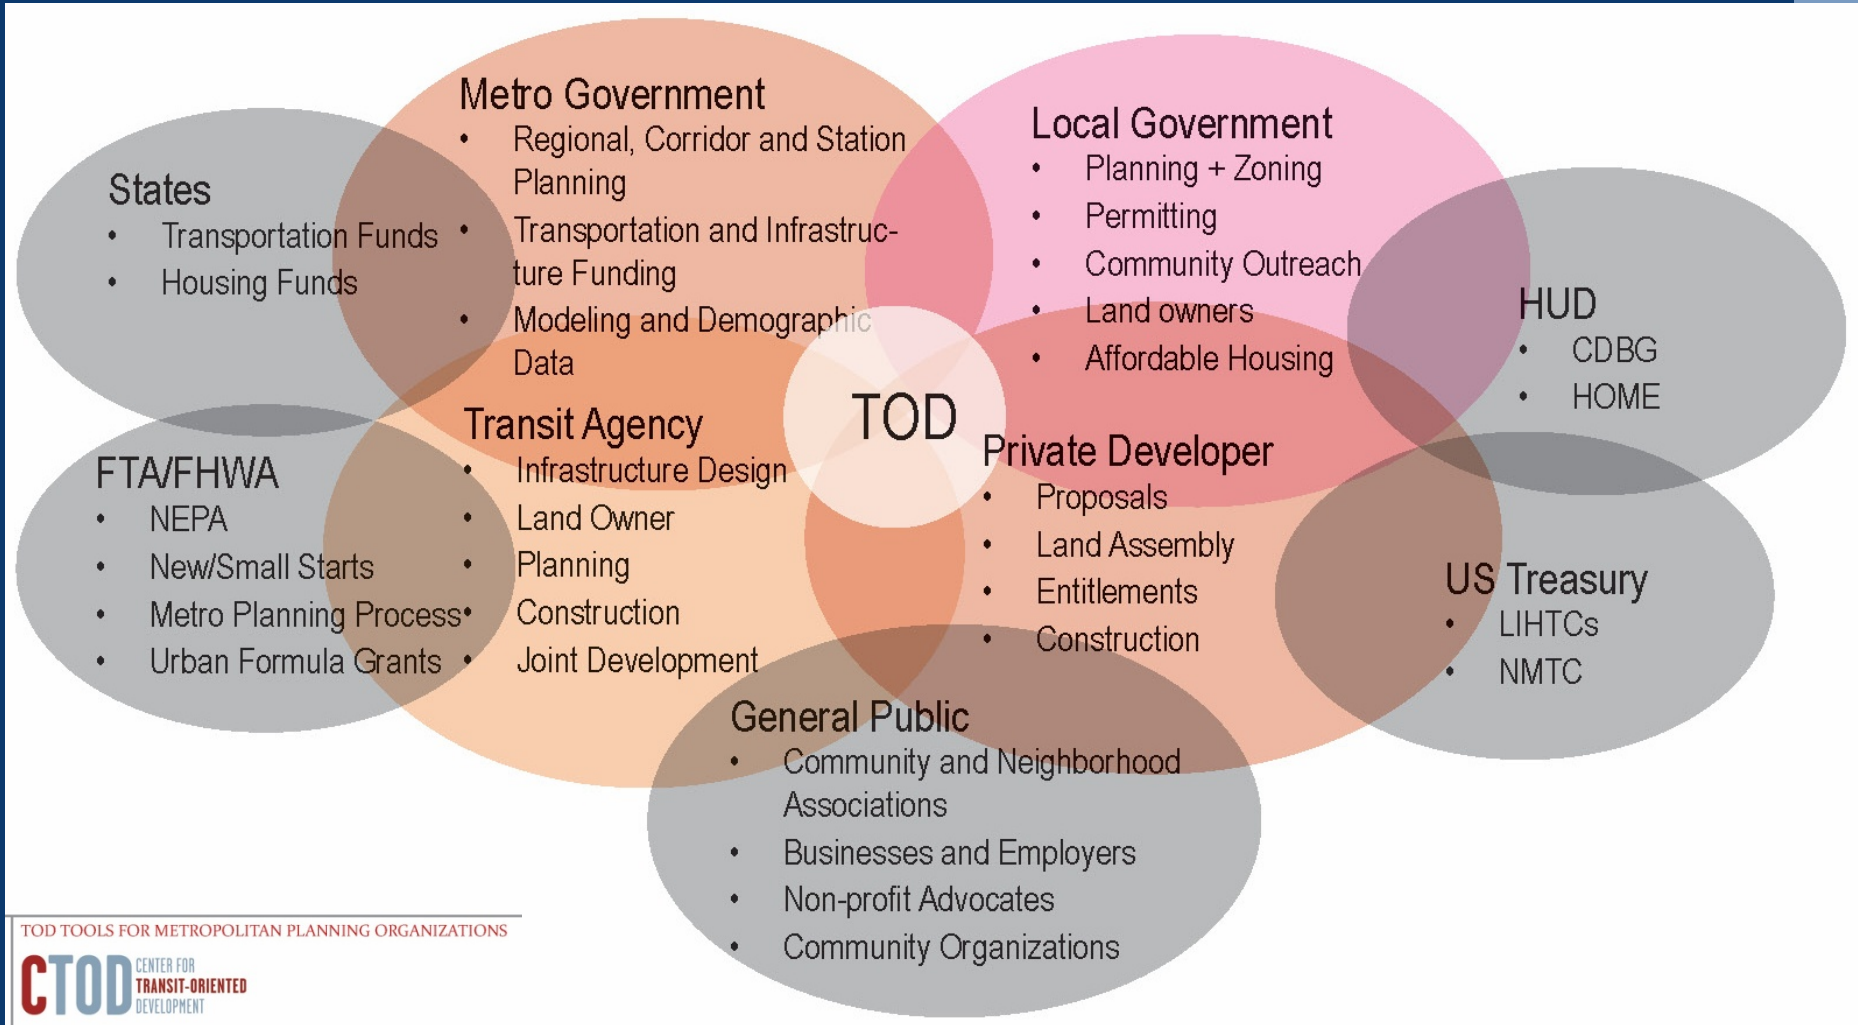 Metro Government
• Regional, Corridor and Station
Planning
• Transportation and Infrastruc-
ture Funding
• Modeling and Demographic
Data
Local Government
• Planning + Zoning
• Permitting
• Community Outreach
• Land owners
• Affordable Housing
States
• Transportation Funds
• Housing Funds
HUD
• CDBG
• HOME
TOD
Transit Agency
• Infrastructure Design
• Land Owner
• Planning
• Construction
• Joint Development
Private Developer
• Proposals
• Land Assembly
• Entitlements
• Construction
FTA/FHWA
• NEPA
• New/Small Starts
• Metro Planning Process
• Urban Formula Grants
US Treasury
• LIHTCs
• NMTC
General Public
• Community and Neighborhood
Associations
• Businesses and Employers
• Non-profit Advocates
• Community Organizations
TOD TOOLS FOR METROPOLITAN PLANNING ORGANIZATIONS
CTOD
CENTER FOR
TRANSIT-ORIENTED
DEVELOPMENT